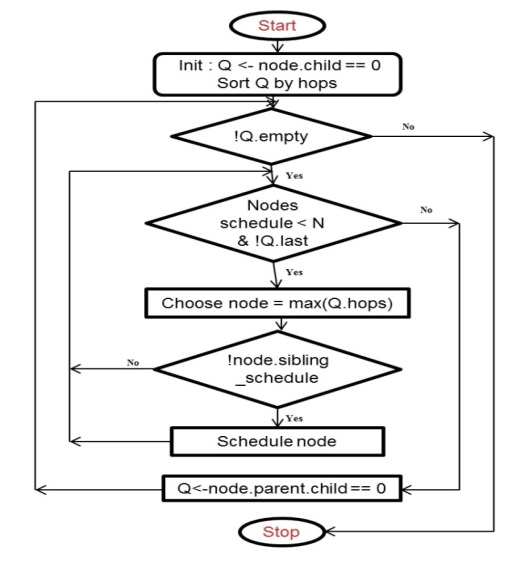 Start
Init : Q <- node.child == 0
Sort Q by hops
!Q.empty
No
Yes
Nodes
schedule < N
& !Q.last
No
Yes
Choose node = max(Q.hops)
!node.sibling
_schedule
No
Yes
Schedule node
Q<-node.parent.child == 0
Stop